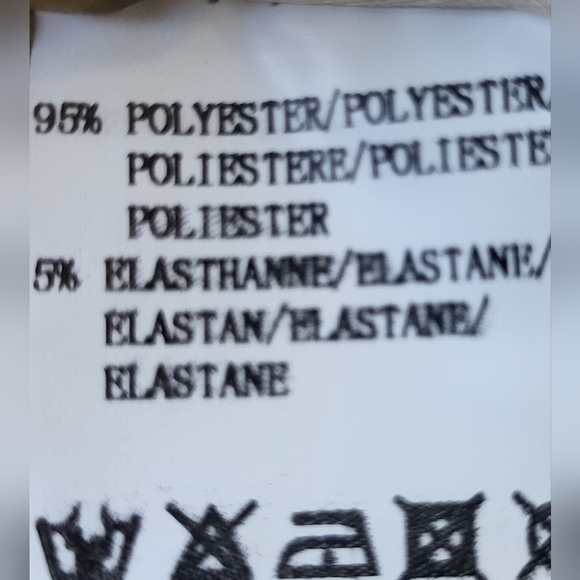 95% POLYESTER/POLYESTER
POLIESTERE/POLIESTE
POLIESTER
5% ELASTHANNE/ELASTANE/
ELASTAN/ELASTANE/
ELASTANE